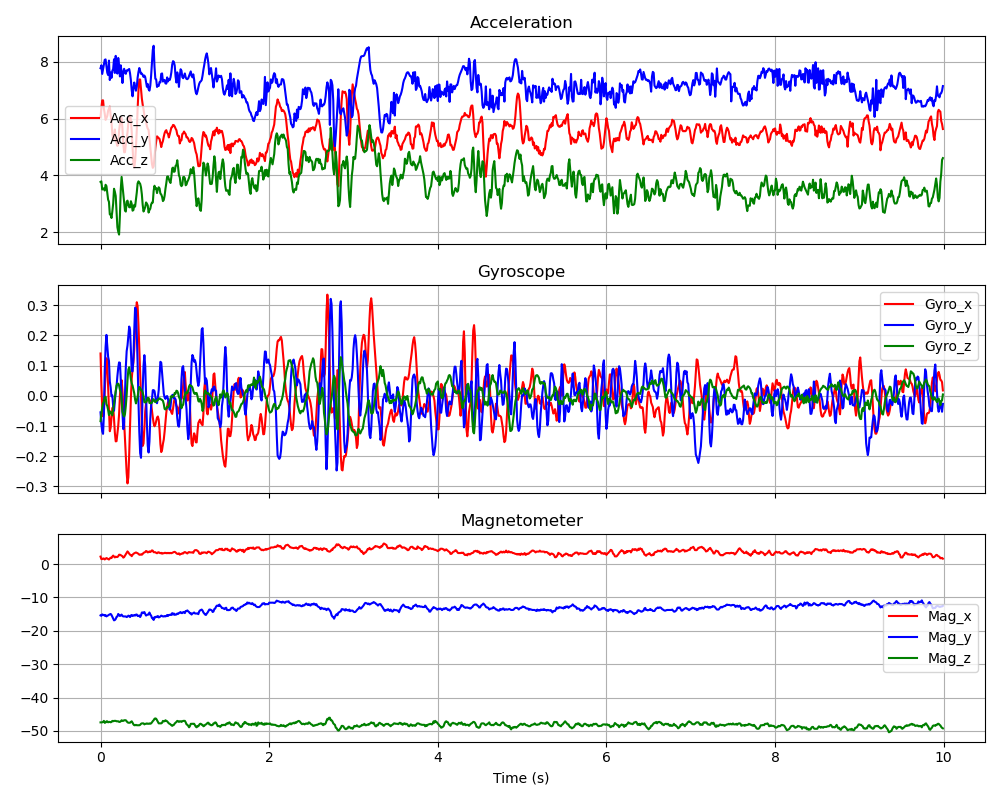 Acceleration
8
6
4
2
Acc_x
Acc_y
Acc_z
Gyroscope
0.3
0.2
0.1
0.0
−0.1
−0.2
−0.3
Gyro_x
Gyro_y
Gyro_z
Magnetometer
0
−10
−20
−30
−40
−50
Mag_x
Mag_y
Mag_z
0 2 4 6 8 10
Time (s)